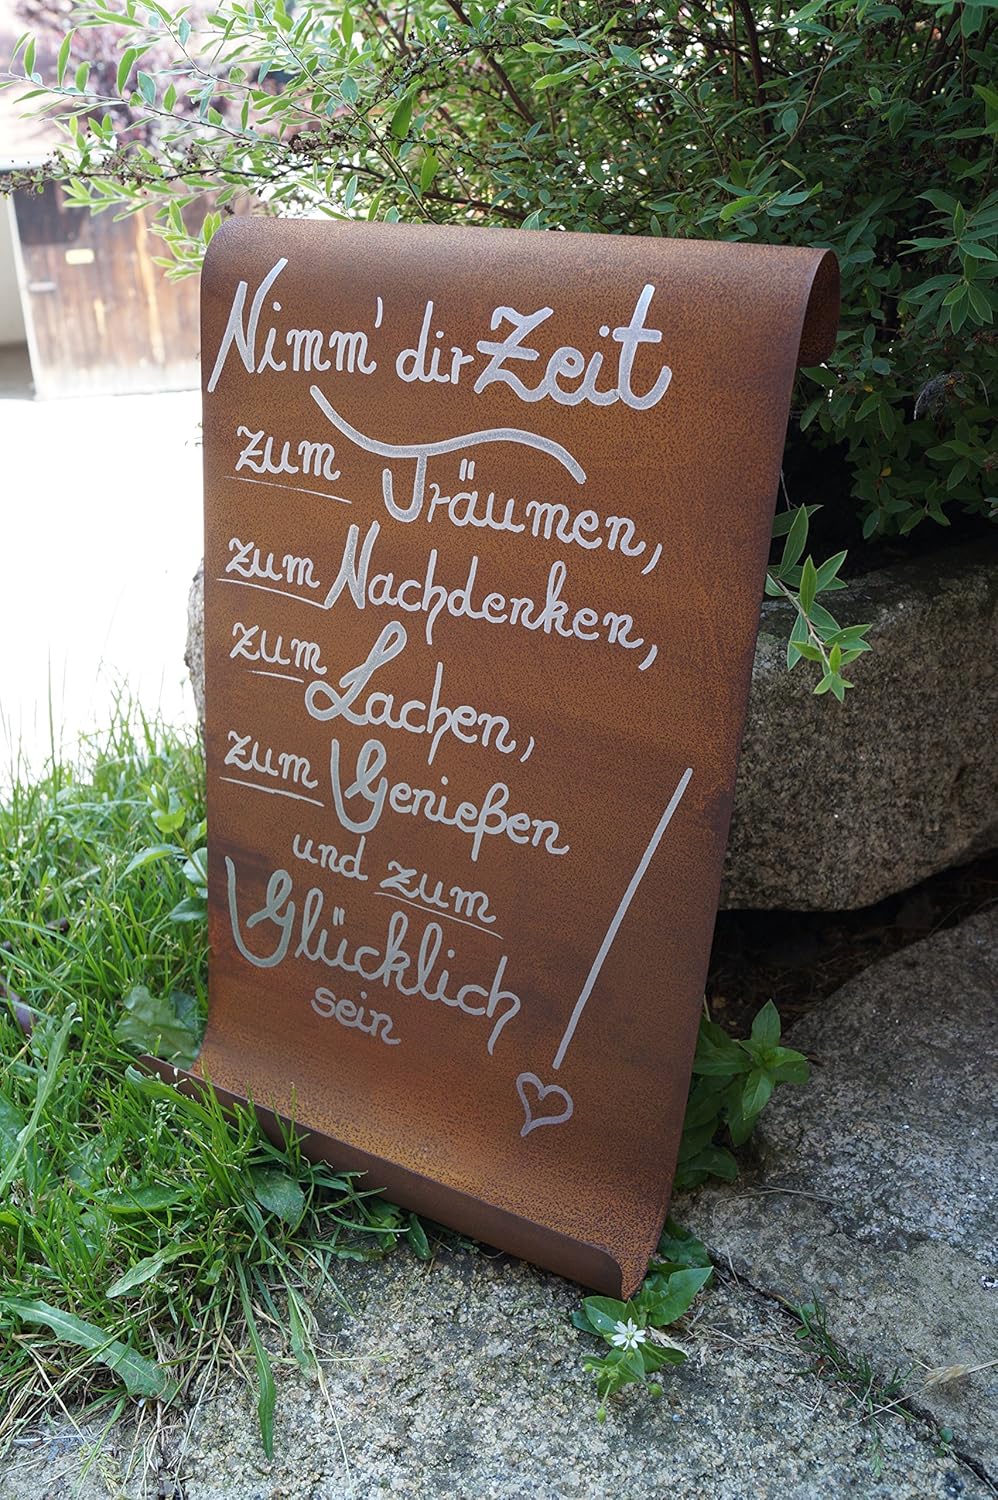 Nimm' dir Zeit
zum Träumen,
zum Nachdenken,
zum Lachen,
zum Genießen
und zum
Glücklich
sein !